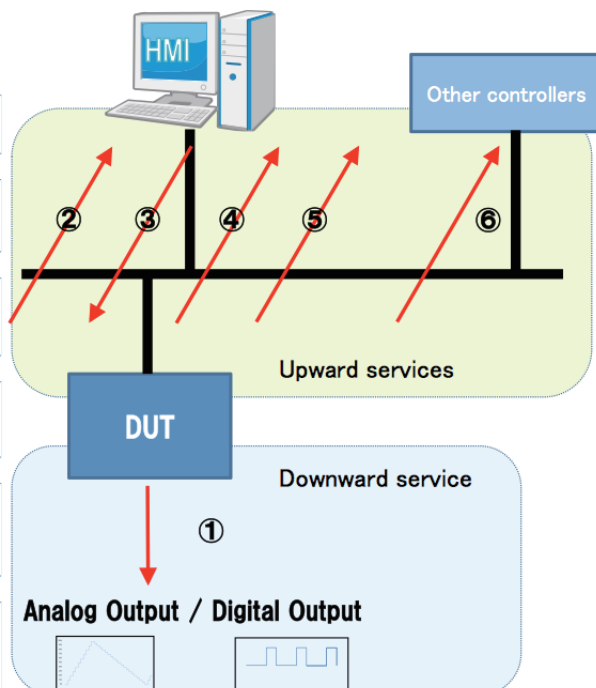 HMI
Other controllers
② ③ ④ ⑤ ⑥
Upward services
DUT
Downward service
①
Analog Output / Digital Output